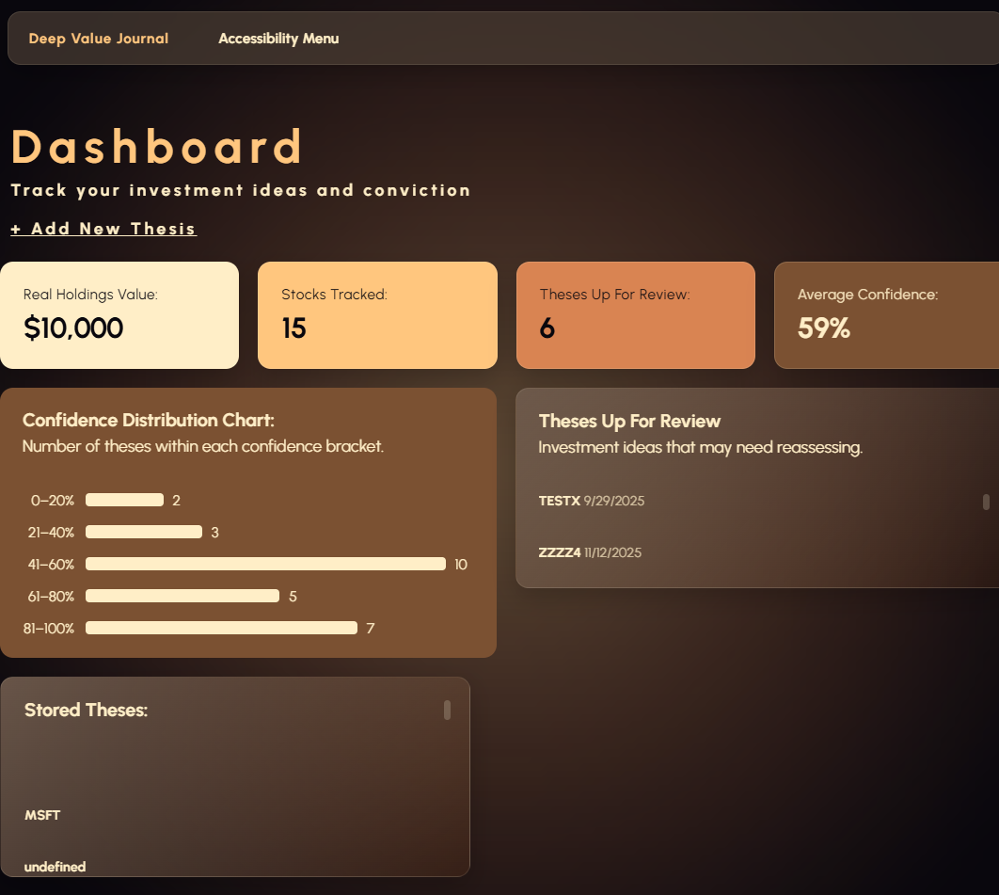 Deep Value Journal
Accessibility Menu
Dashboard
Track your investment ideas and conviction
+ Add New Thesis
Real Holdings Value:
$10,000
Stocks Tracked:
15
Theses Up For Review:
6
Average Confidence:
59%
Confidence Distribution Chart:
Number of theses within each confidence bracket.
0–20% 2
21–40% 3
41–60% 10
61–80% 5
81–100% 7
Theses Up For Review
Investment ideas that may need reassessing.
TESTX 9/29/2025
ZZZZ4 11/12/2025
Stored Theses:
MSFT
undefined